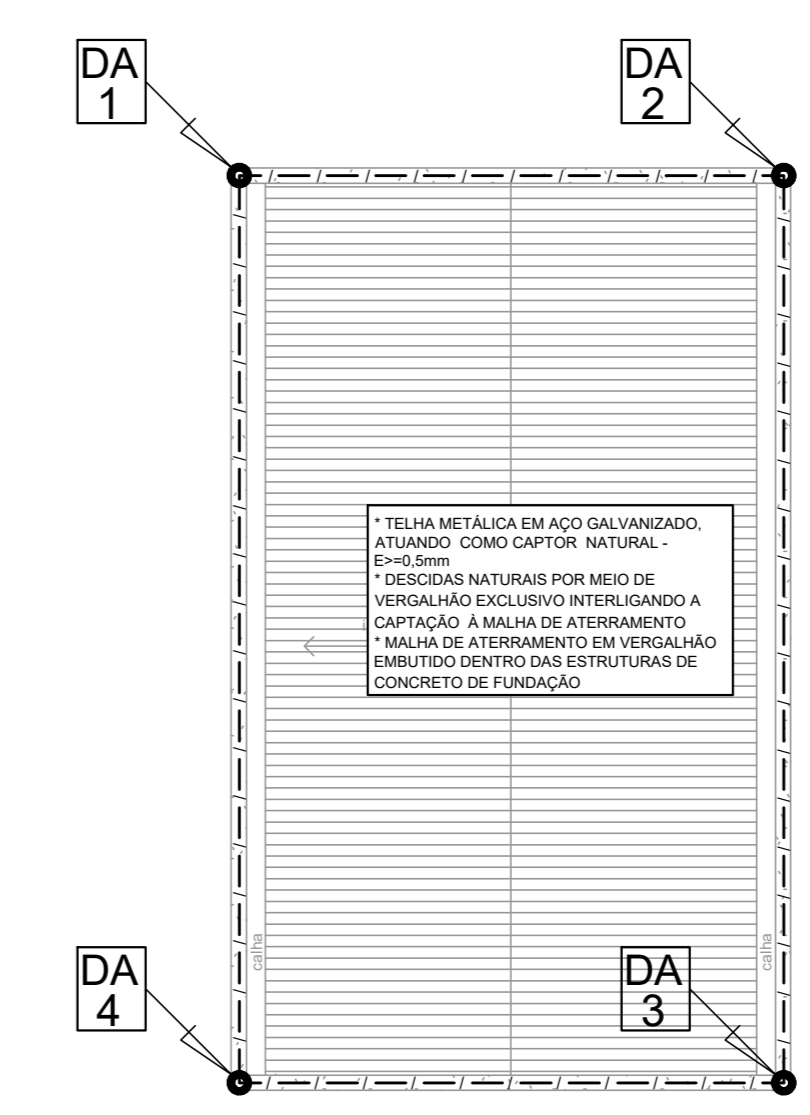 DA
1
DA
2
* TELHA METÁLICA EM AÇO GALVANIZADO,
ATUANDO COMO CAPTOR NATURAL -
E>=0,5mm
* DESCIDAS NATURAIS POR MEIO DE
VERGALHÃO EXCLUSIVO INTERLIGANDO A
CAPTAÇÃO À MALHA DE ATERRAMENTO
* MALHA DE ATERRAMENTO EM VERGALHÃO
EMBUTIDO DENTRO DAS ESTRUTURAS DE
CONCRETO DE FUNDAÇÃO
calha
calha
DA
4
DA
3